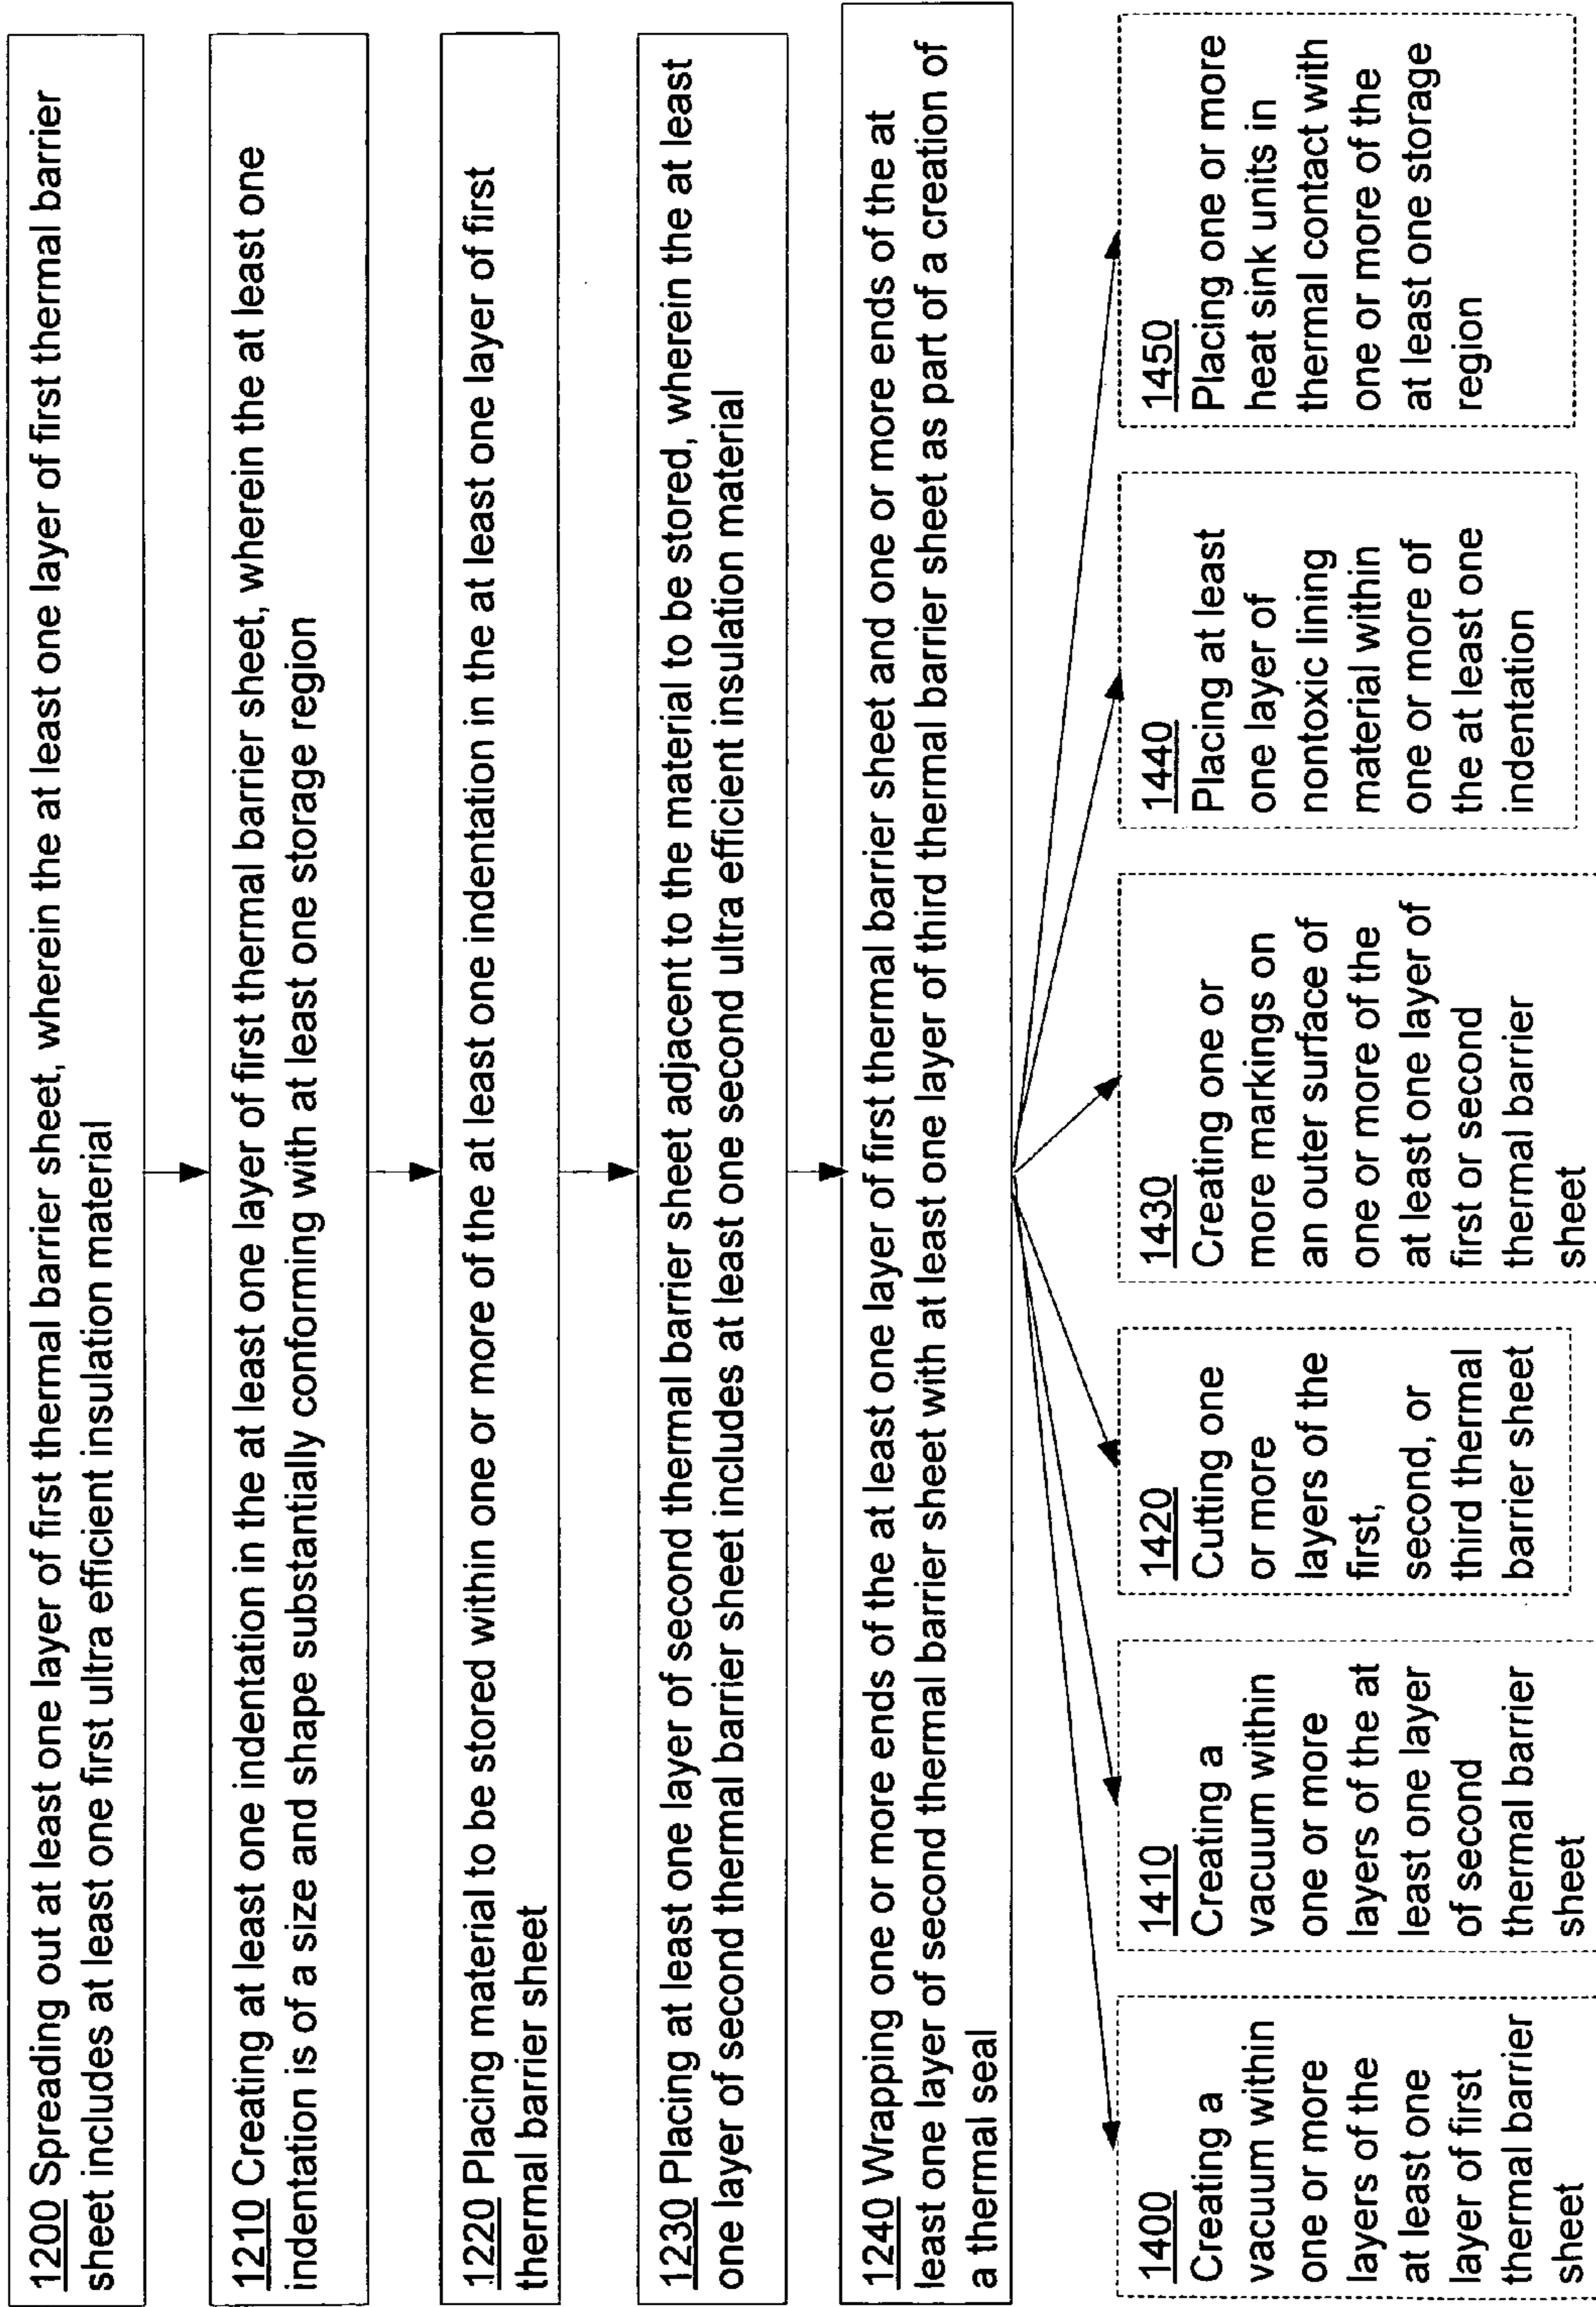 1200 Spreading out at least one layer of first thermal barrier sheet, wherein the at least one layer of first thermal barrier
sheet includes at least one first ultra efficient insulation material
1210 Creating at least one indentation in the at least one layer of first thermal barrier sheet, wherein the at least one
indentation is of a size and shape substantially conforming with at least one storage region
1220 Placing material to be stored within one or more of the at least one indentation in the at least one layer of first
thermal barrier sheet
1230 Placing at least one layer of second thermal barrier sheet adjacent to the material to be stored, wherein the at least
one layer of second thermal barrier sheet includes at least one second ultra efficient insulation material
1240 Wrapping one or more ends of the at least one layer of first thermal barrier sheet and one or more ends of the at
least one layer of second thermal barrier sheet with at least one layer of third thermal barrier sheet as part of a creation of
a thermal seal
1400
Creating a
vacuum within
one or more
layers of the
at least one
layer of first
thermal barrier
sheet
1410
Creating a
vacuum within
one or more
layers of the at
least one layer
of second
thermal barrier
sheet
1420
Cutting one
or more
layers of the
first,
second, or
third thermal
barrier sheet
1430
Creating one or
more markings on
an outer surface of
one or more of the
at least one layer of
first or second
thermal barrier
sheet
1440
Placing at least
one layer of
nontoxic lining
material within
one or more of
the at least one
indentation
1450
Placing one or more
heat sink units in
thermal contact with
one or more of the
at least one storage
region